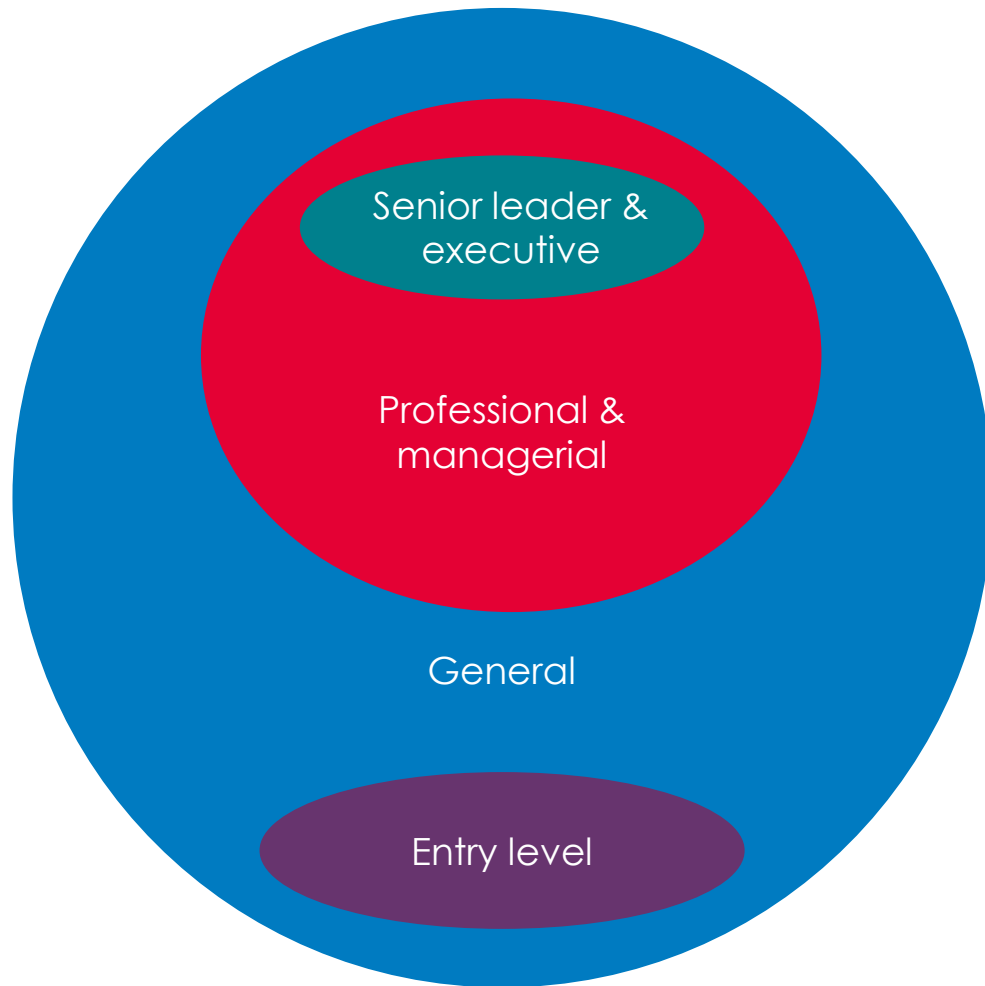 Senior leader &
executive
Professional &
managerial
General
Entry level